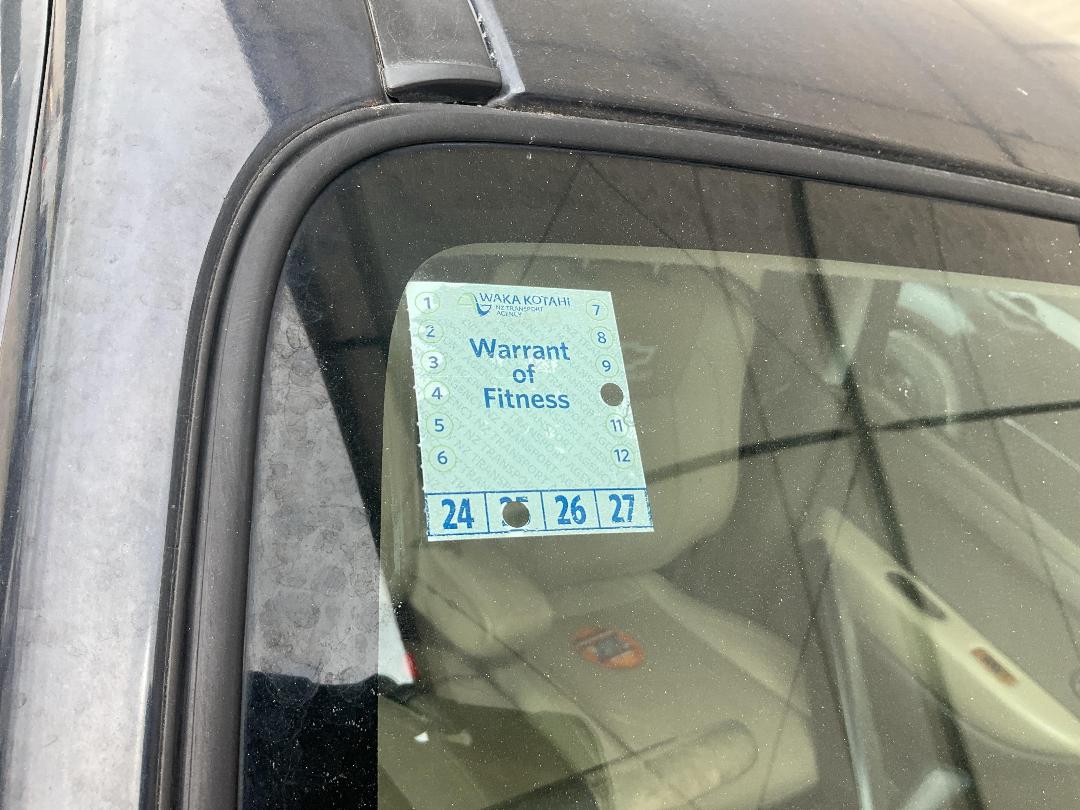 WAKA KOTAHI
NZ TRANSPORT
AGENCY
Warrant
of
Fitness
1
2
3
4
5
6
7
8
9
11
12
24 26 27